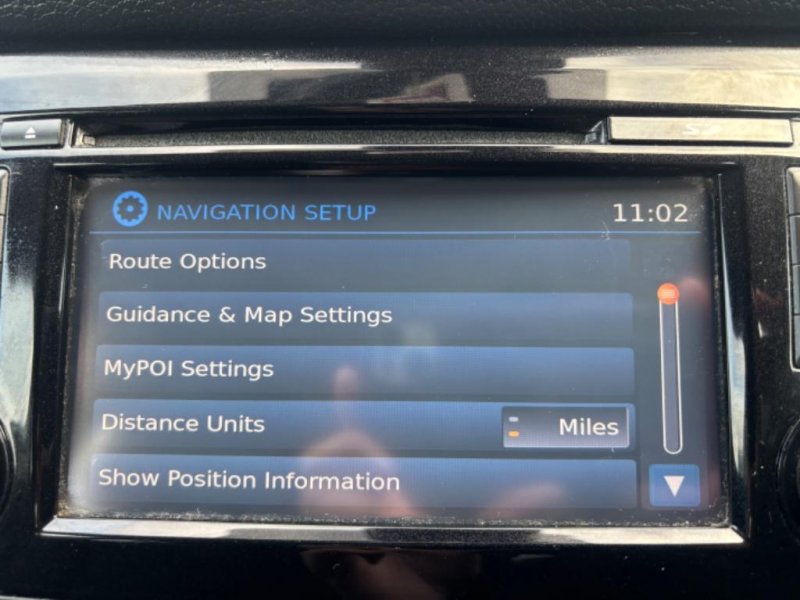 NAVIGATION SETUP 11:02
Route Options
Guidance & Map Settings
MyPOI Settings
Distance Units Miles
Show Position Information